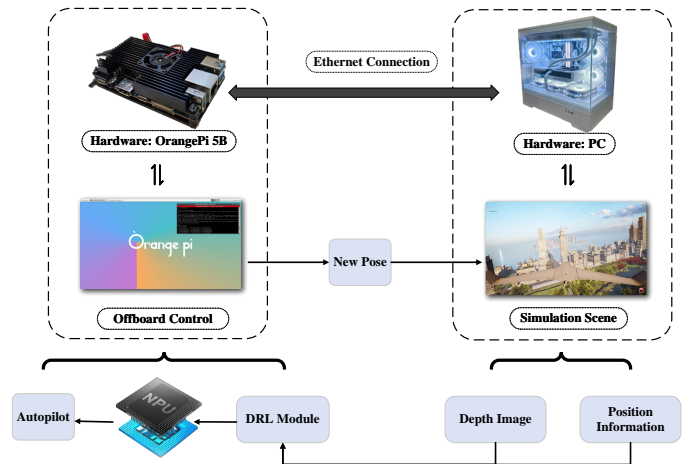 Ethernet Connection
Hardware: OrangePi 5B
Hardware: PC
Orange pi
New Pose
Offboard Control
Simulation Scene
Autopilot
NPU
DRL Module
Depth Image
Position
Information